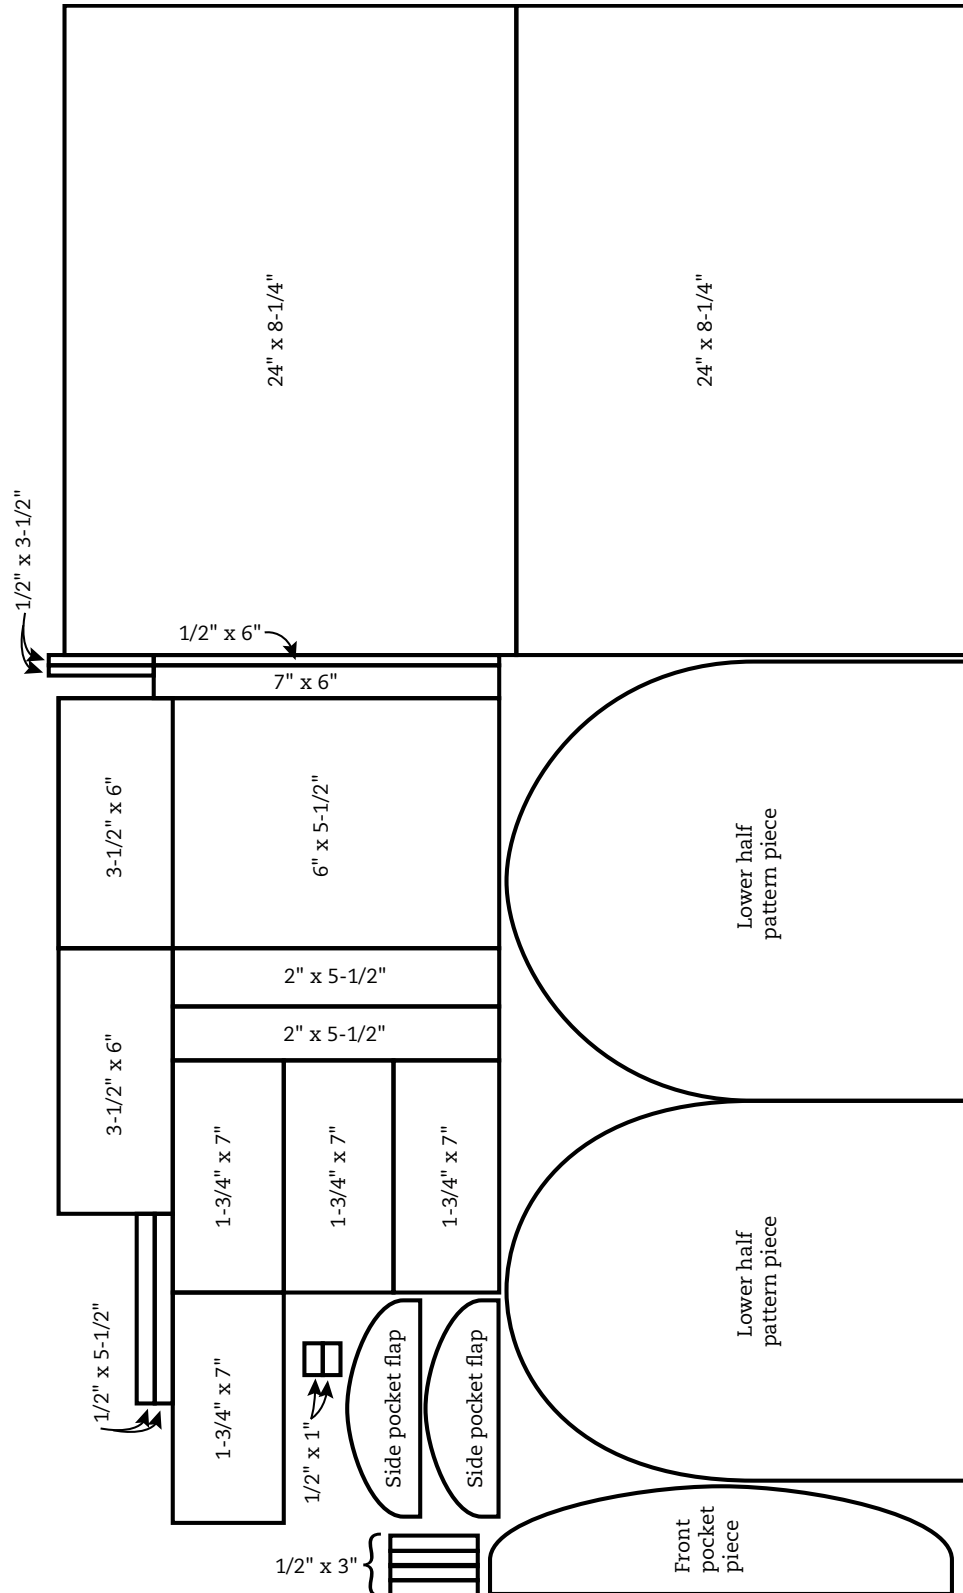 24" x 8-1/4"
24" x 8-1/4"
1/2" x 3-1/2"
1/2" x 6"
7" x 6"
3-1/2" x 6"
6" x 5-1/2"
Lower half
pattern piece
2" x 5-1/2"
2" x 5-1/2"
3-1/2" x 6"
1-3/4" x 7"
1-3/4" x 7"
1-3/4" x 7"
Lower half
pattern piece
1/2" x 5-1/2"
1-3/4" x 7"
1/2" x 1"
Side pocket flap
Side pocket flap
1/2" x 3"
Front
pocket
piece